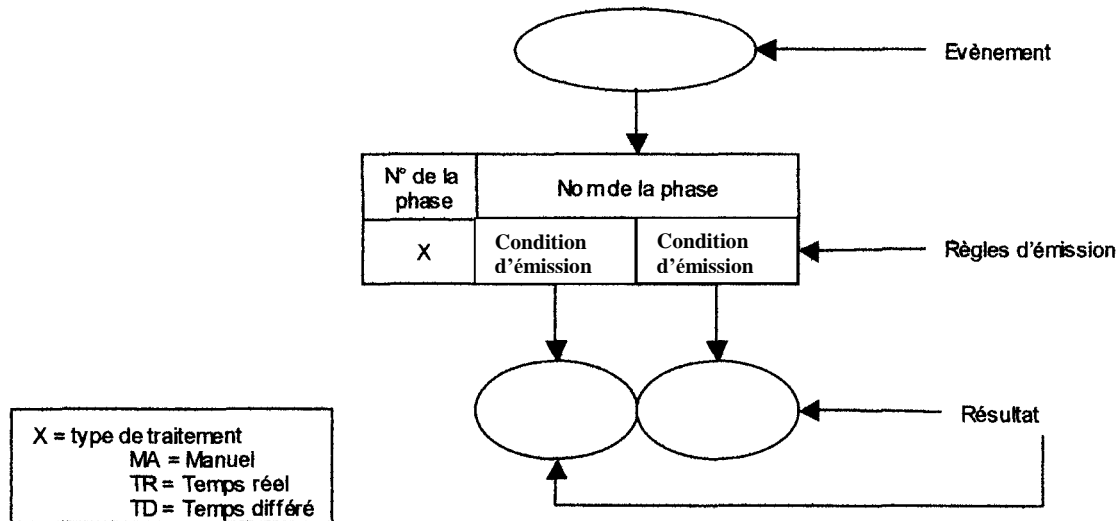 Evènement
N° de la
phase
Nom de la phase
X
Condition
d'émission
Condition
d'émission
Règles d'émission
Résultat
X = type de traitement
MA = Manuel
TR = Temps réel
TD = Temps différé